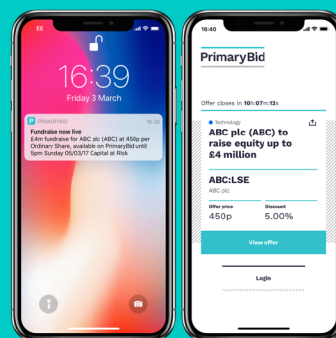 EE
16:39
Friday 3 March
P PRIMARYBID 16:39
Fundraise now live
£4m fundraise for ABC plc (ABC) at 450p per
Ordinary Share, available on PrimaryBid until
5pm Sunday 05/03/17 Capital at Risk
16:40
PrimaryBid
Offer closes in 10h:07m:12s
Technology
ABC plc (ABC) to
raise equity up to
£4 million
ABC:LSE
ABC plc
Offer price Discount
450p 5.00%
View offer
Login